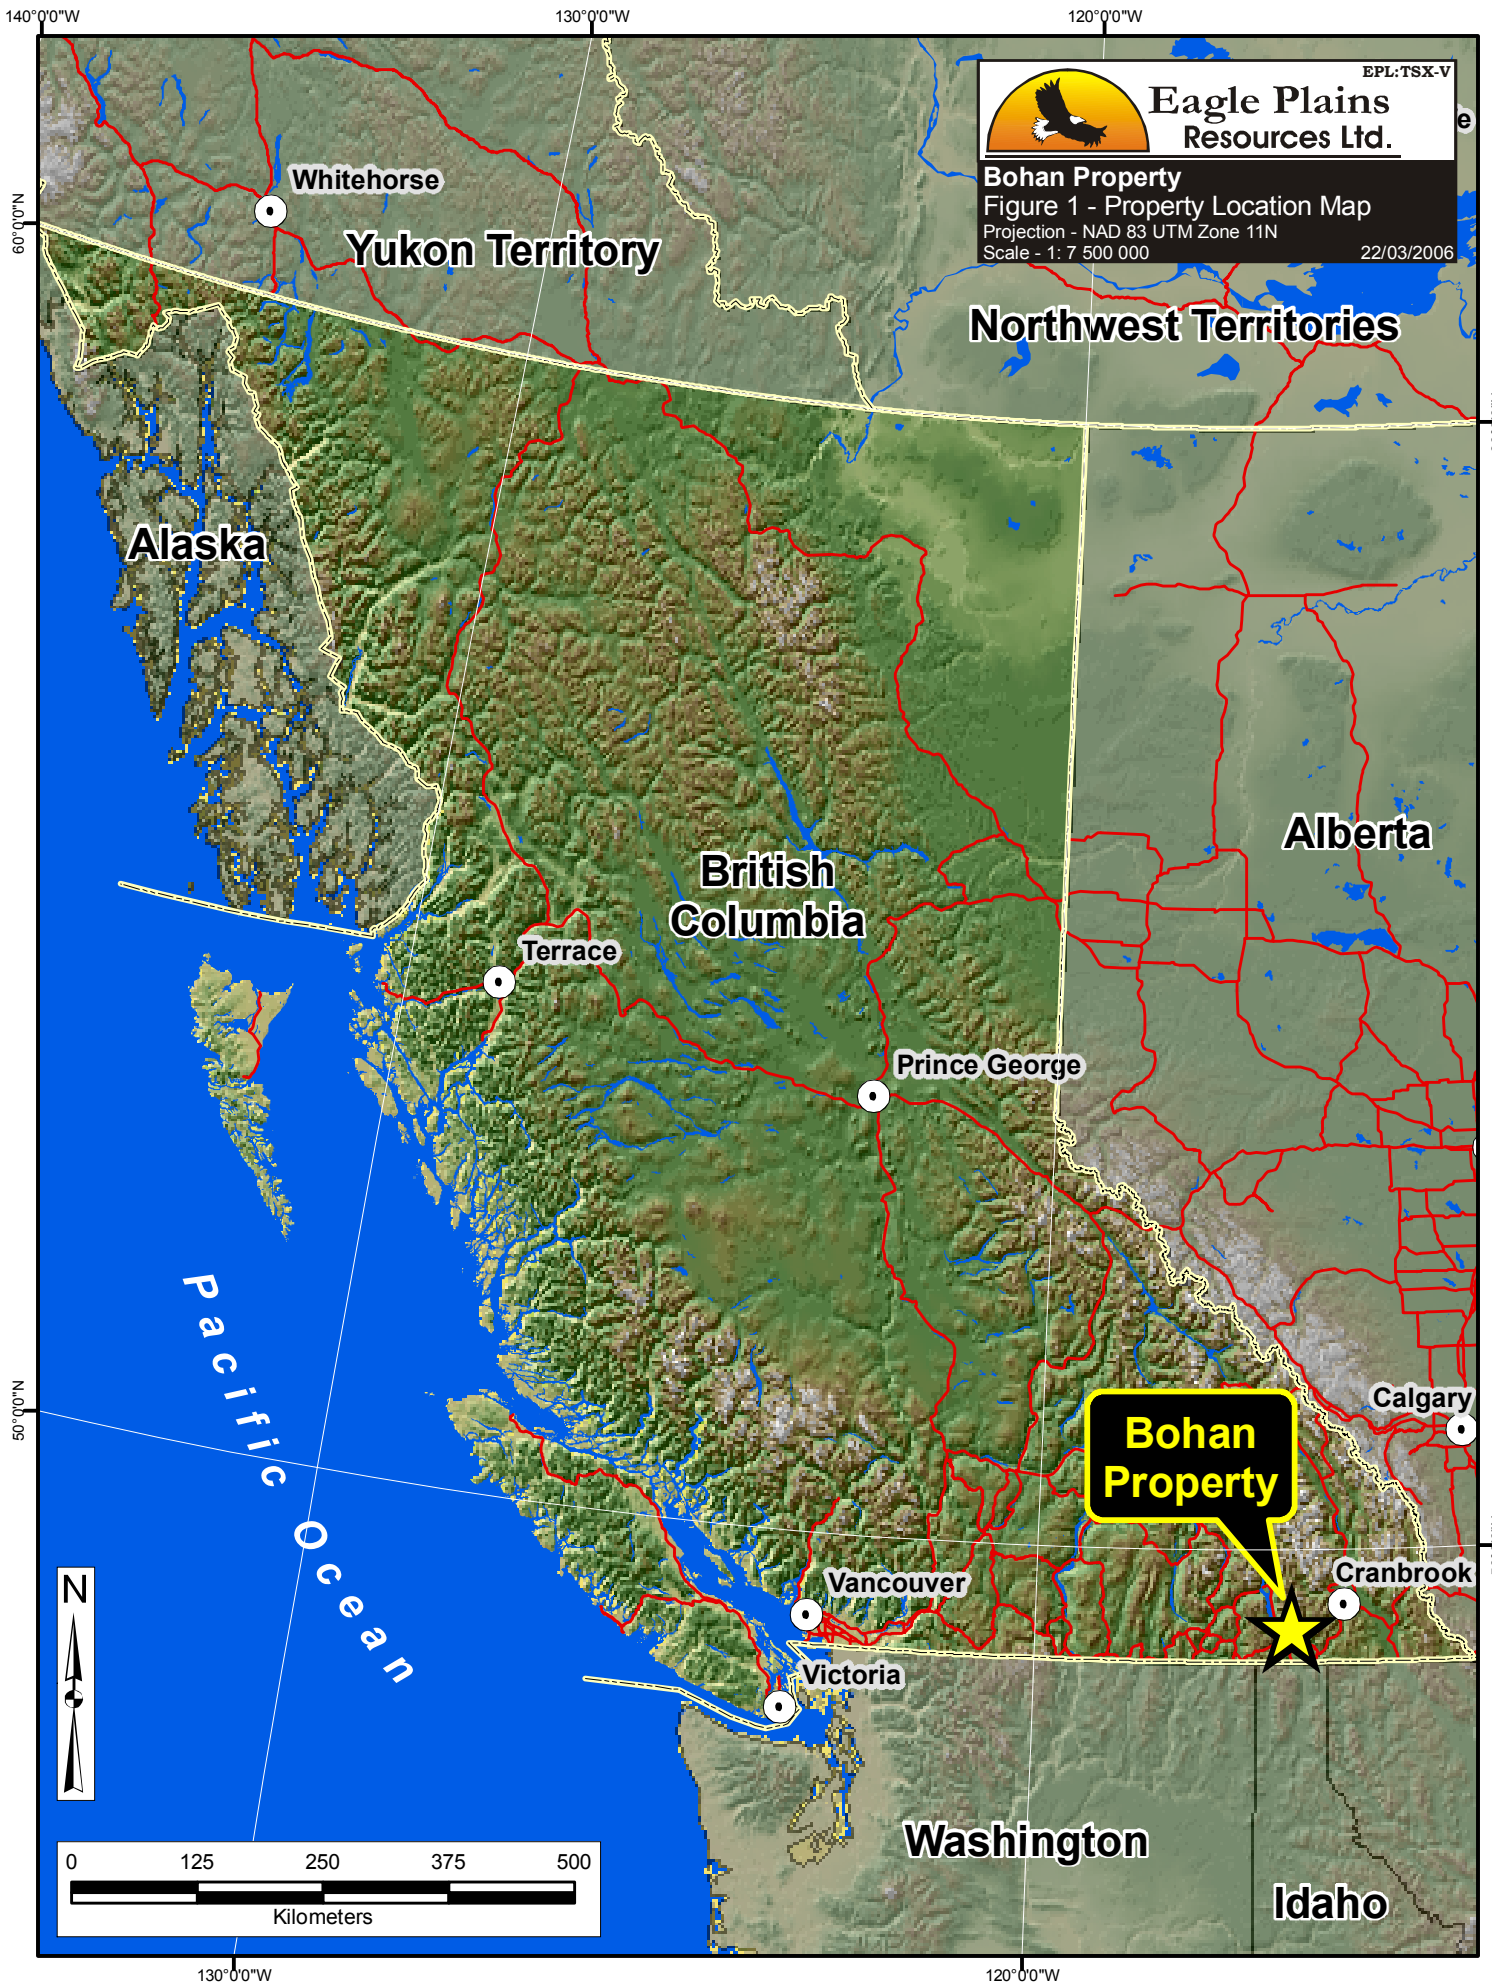 140°0'0"W
130°0'0"W
120°0'0"W
EPL:TSX-V
Eagle Plains
Resources Ltd.
Bohan Property
Figure 1 - Property Location Map
Projection - NAD 83 UTM Zone 11N
Scale - 1: 7 500 000
22/03/2006
e
Whitehorse
60°0'0"N
Yukon Territory
Northwest Territories
Alaska
Alberta
British
Columbia
Terrace
Prince George
Pacific Ocean
50°0'0"N
Calgary
Bohan
Property
Cranbrook
Vancouver
Victoria
N
Washington
Idaho
0 125 250 375 500
Kilometers
130°0'0"W
120°0'0"W